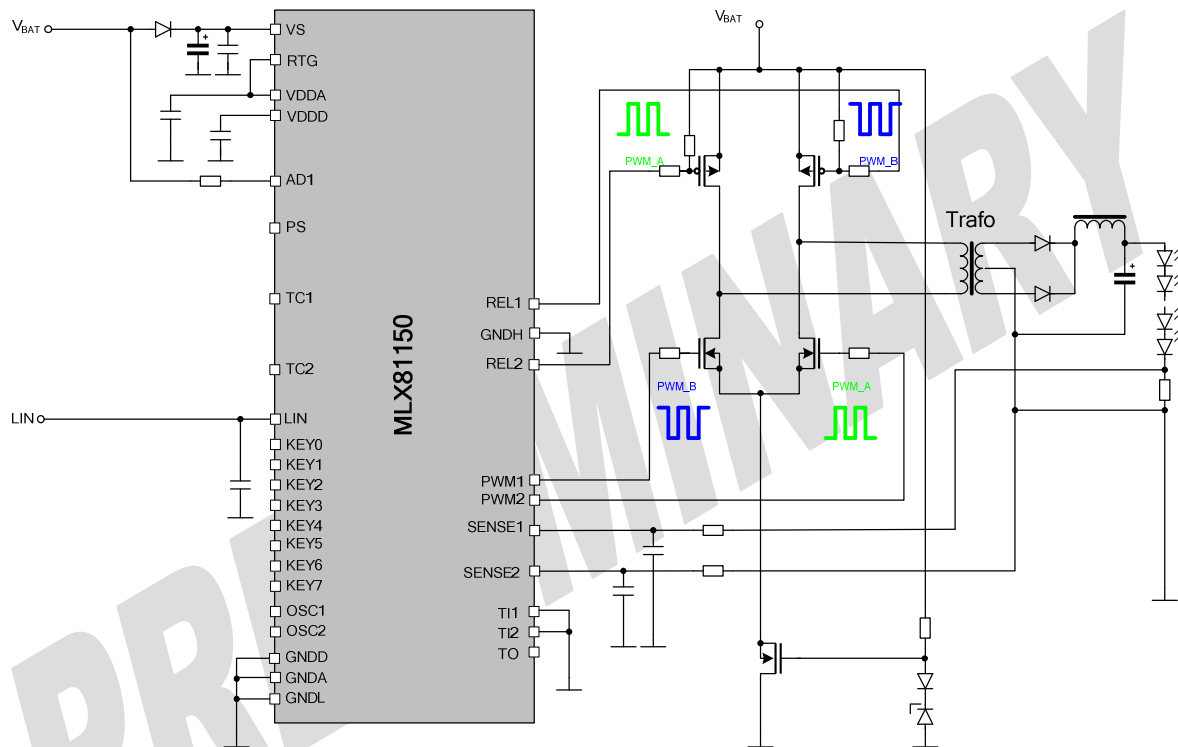 V_BAT
VS
RTG
VDDA
VDDD
AD1
PS
TC1
TC2
LIN
LIN
KEY0
KEY1
KEY2
KEY3
KEY4
KEY5
KEY6
KEY7
OSC1
OSC2
GNDD
GNDA
GNDL
MLX81150
REL1
GNDH
REL2
PWM1
PWM2
SENSE1
SENSE2
TI1
TI2
TO
V_BAT
PWM_A
PWM_B
Trafo
PWM_B
PWM_A
+
+
PRELIMINARY